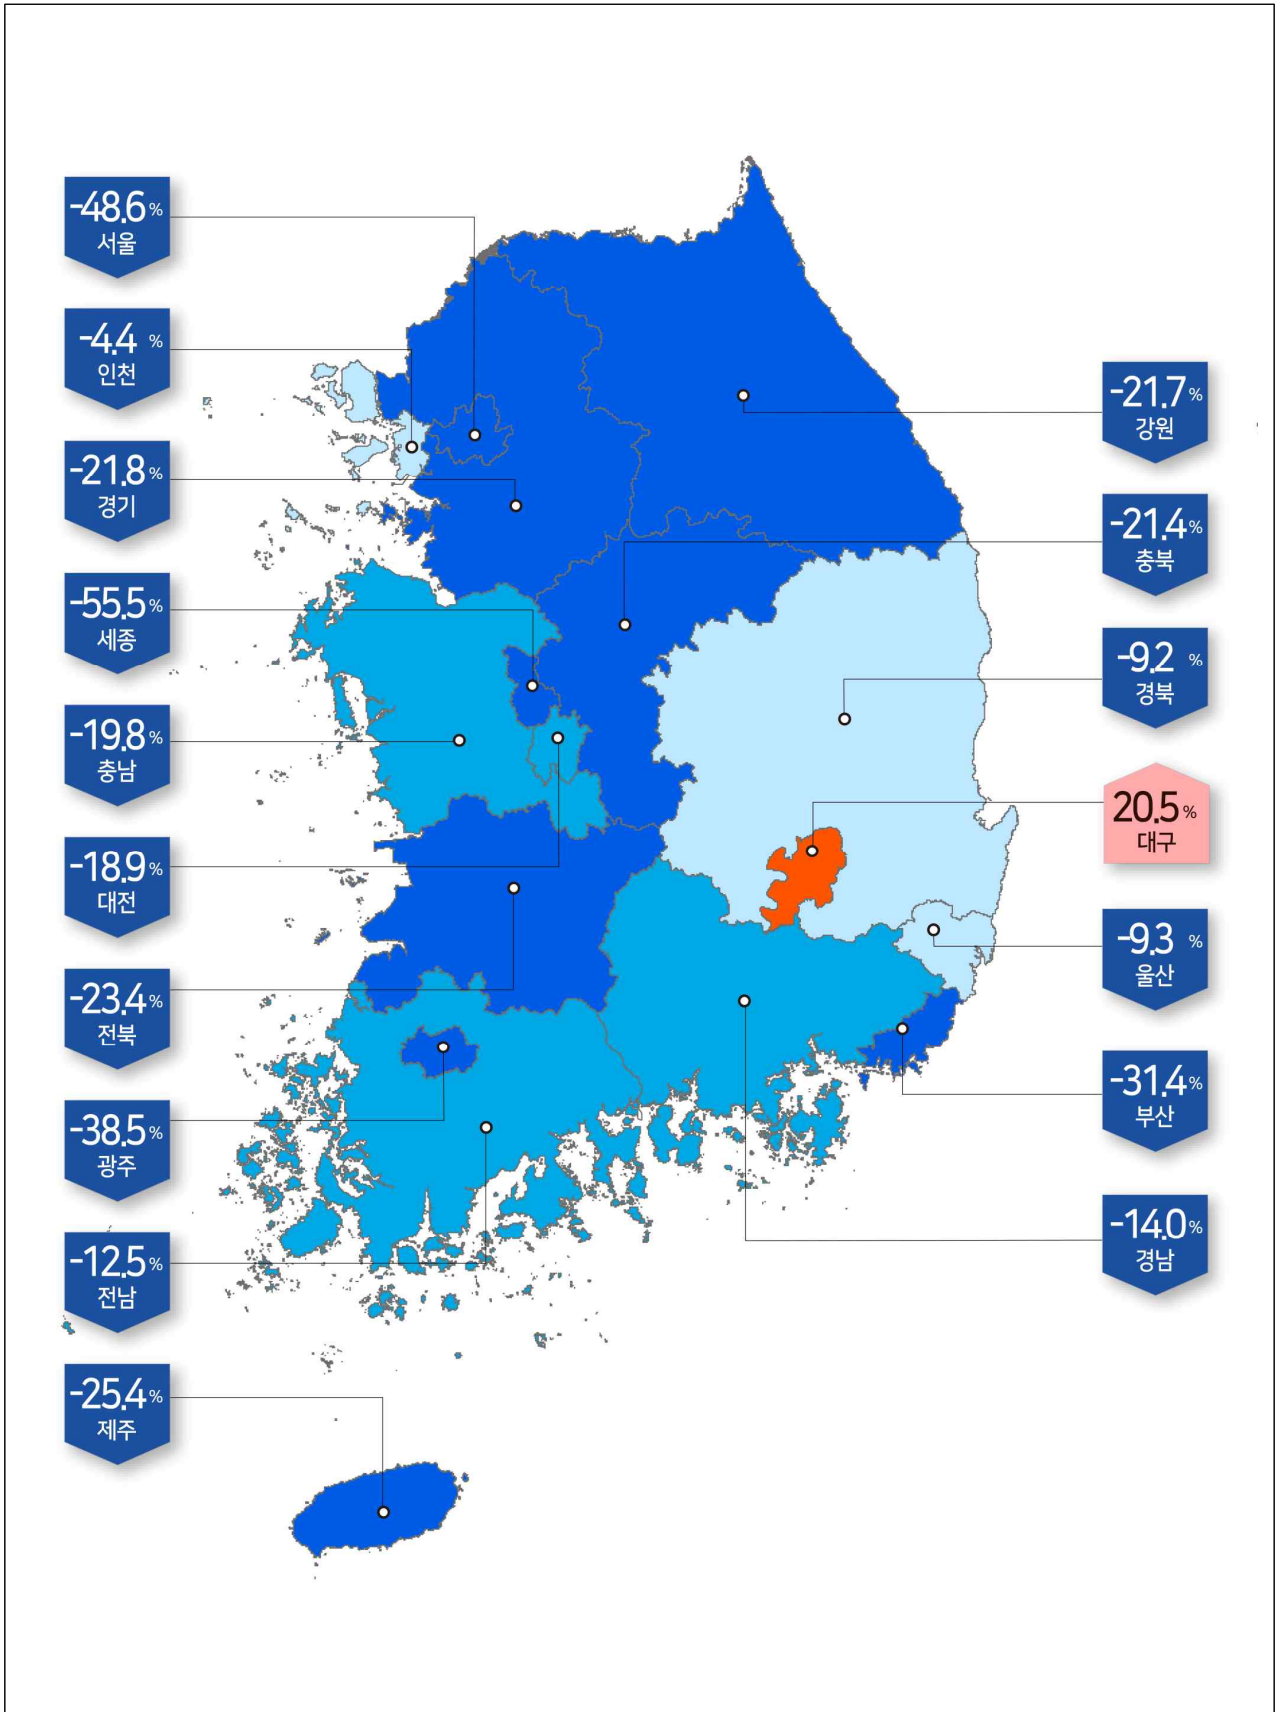 -48.6%
서울
-4.4 %
인천
-21.8%
경기
-55.5%
세종
-19.8%
충남
-18.9%
대전
-23.4%
전북
-38.5%
광주
-12.5%
전남
-25.4%
제주
-21.7%
강원
-21.4%
충북
-9.2 %
경북
20.5%
대구
-9.3 %
울산
-31.4%
부산
-14.0%
경남